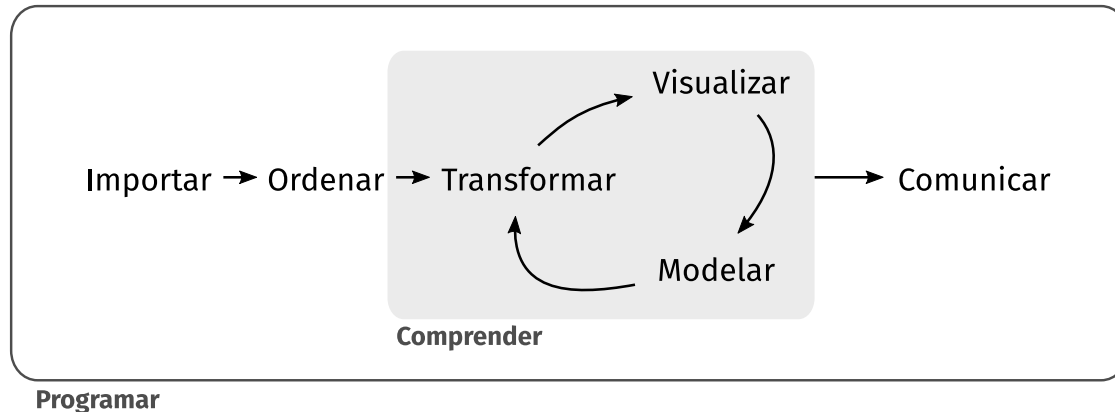 Visualizar
Importar Ordenar Transformar Comunicar
Modelar
Comprender
Programar